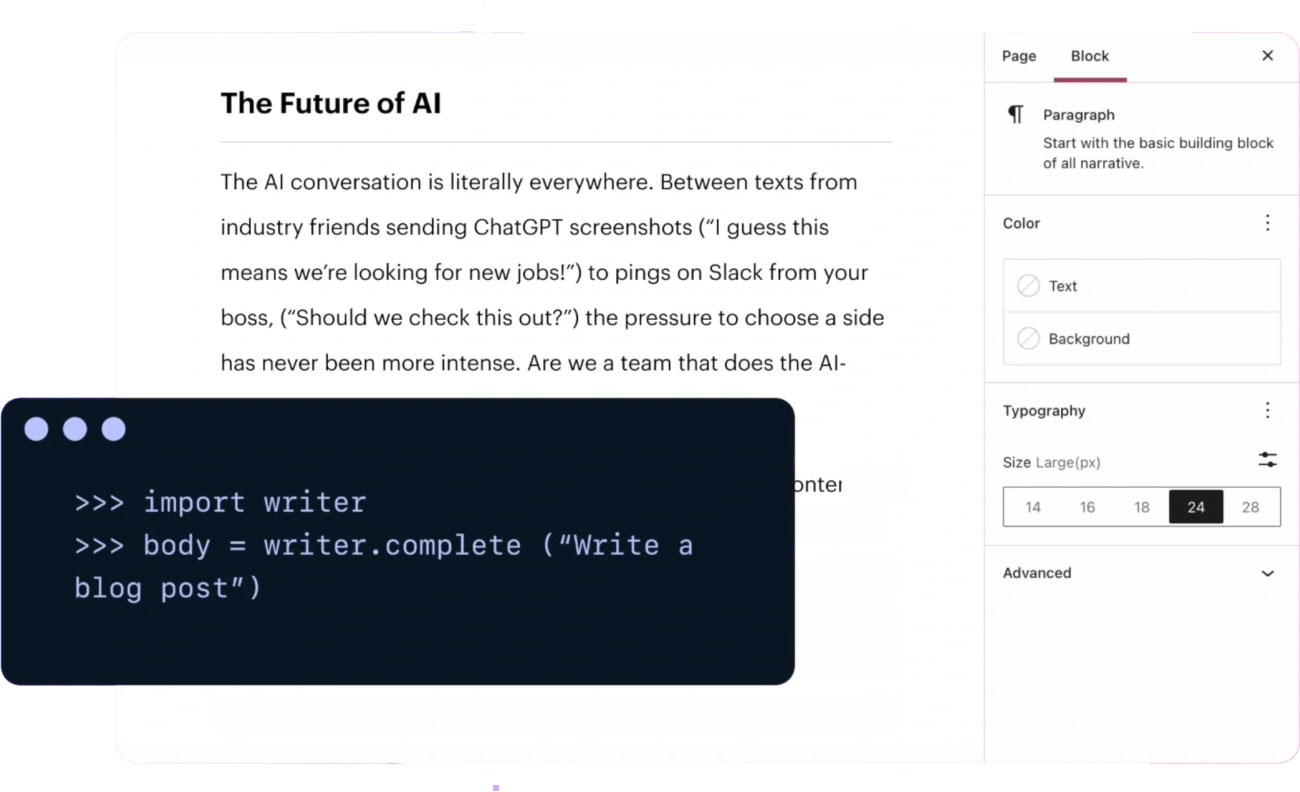 The Future of AI
The AI conversation is literally everywhere. Between texts from
industry friends sending ChatGPT screenshots (“I guess this
means we’re looking for new jobs!”) to pings on Slack from your
boss, (“Should we check this out?”) the pressure to choose a side
has never been more intense. Are we a team that does the AI-
>>> import writer
>>> body = writer.complete (“Write a
blog post”)
Page
Block
Paragraph
Start with the basic building block
of all narrative.
Color
Text
Background
Typography
Size Large(px)
14 16 18 24 28
Advanced